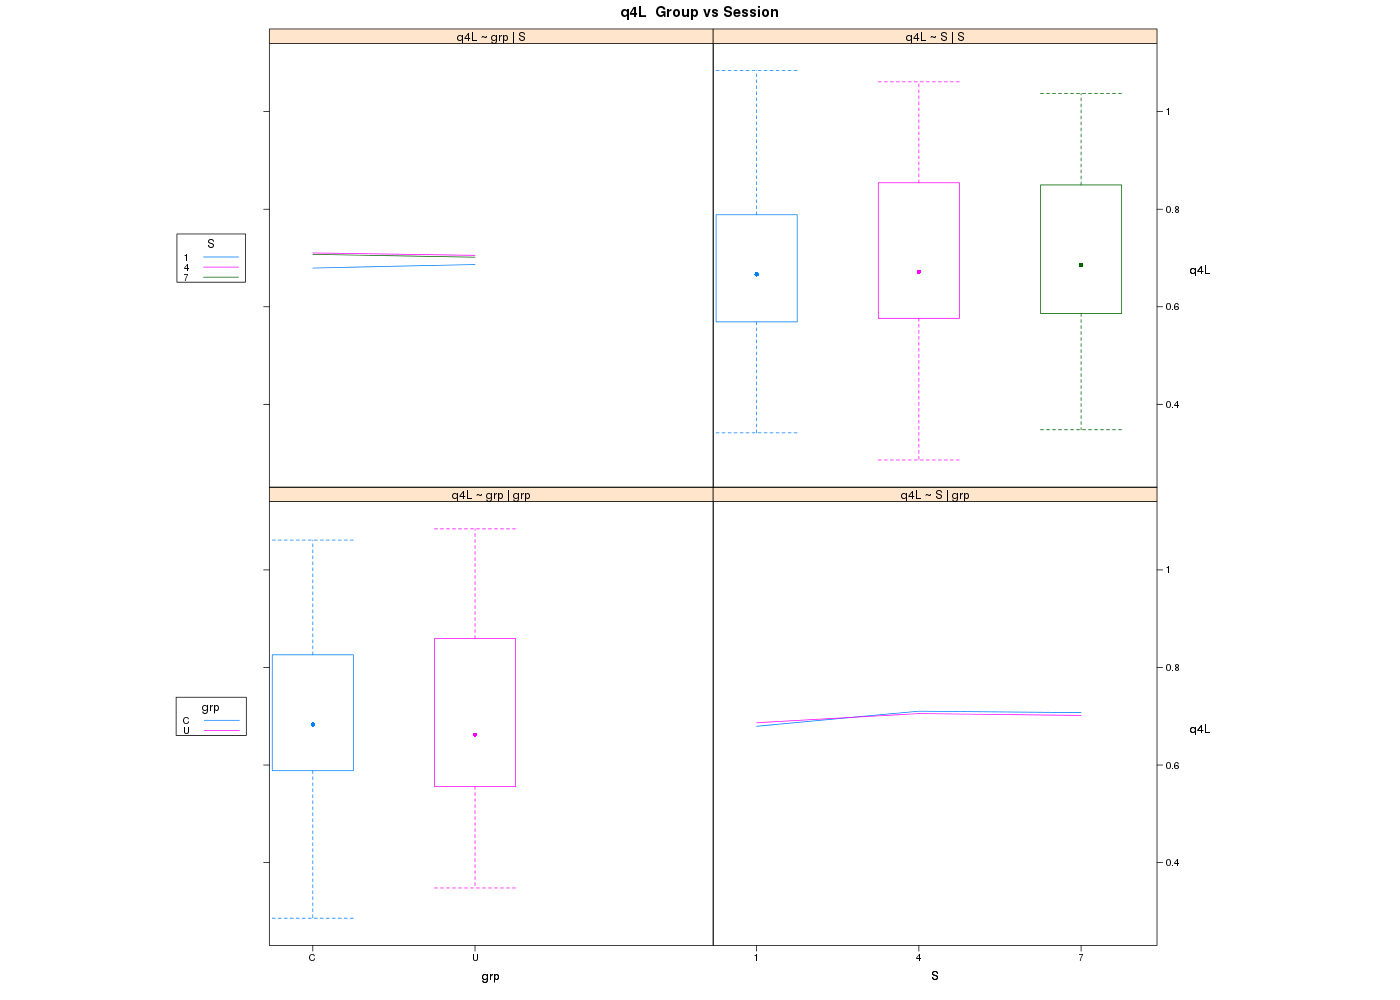 q4L  Group vs Session
q4L ~ grp | S
q4L ~ S | S
1
0.8
0.6
0.4
q4L
S
1
4
7
q4L ~ grp | grp
q4L ~ S | grp
1
0.8
0.6
0.4
q4L
grp
C
U
C
U
grp
1
4
7
S